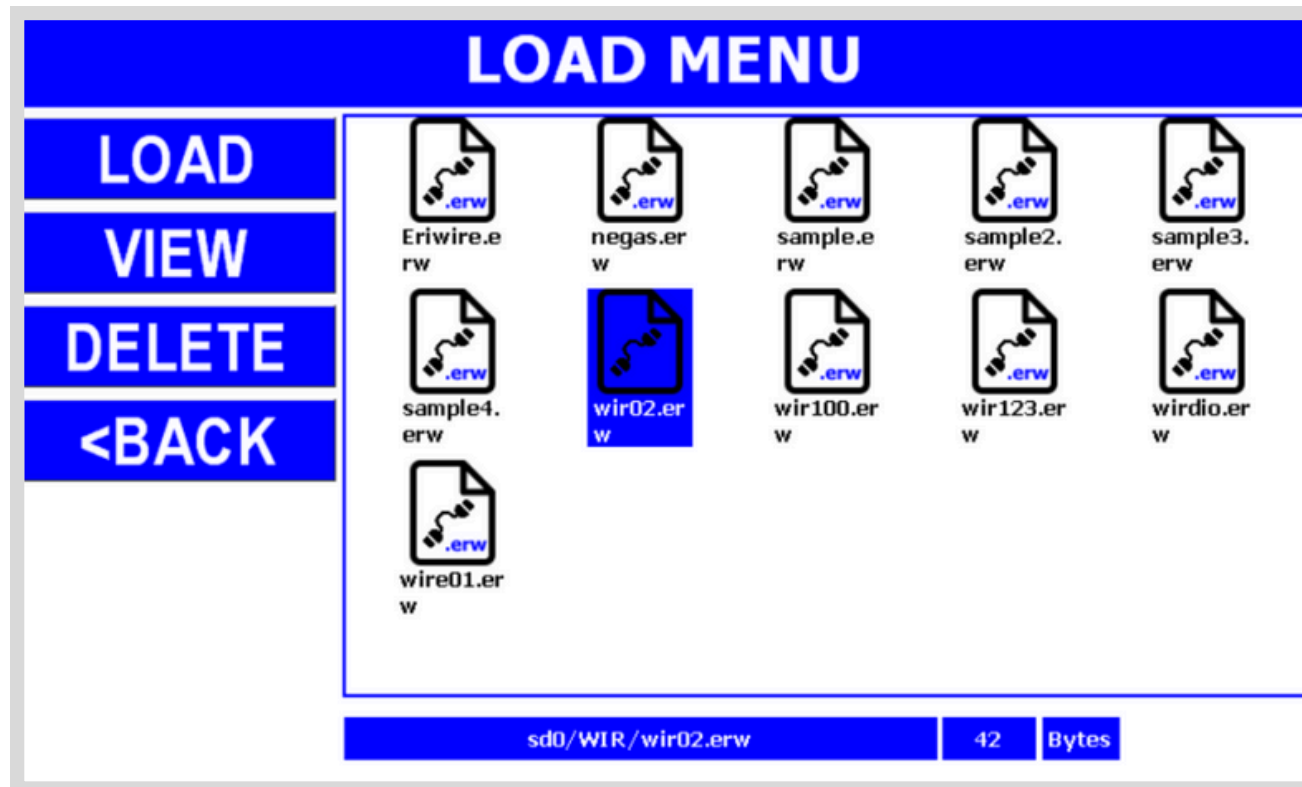 LOAD MENU
LOAD
VIEW
DELETE
<BACK
.erw
.erw
.erw
.erw
.erw
Eriwire.e
rw
negas.er
w
sample.e
rw
sample2.
erw
sample3.
erw
.erw
.erw
.erw
.erw
sample4.
erw
wir02.er
w
wir100.er
w
wir123.er
w
wirdio.er
w
.erw
wire01.er
w
sd0/WIR/wir02.erw
42
Bytes